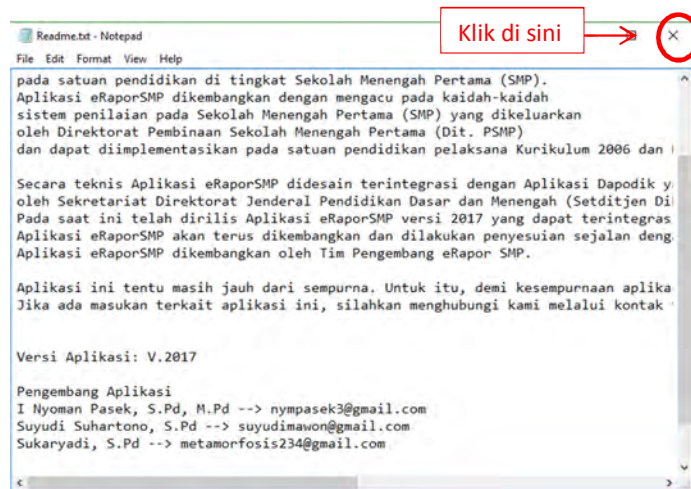 Readme.txt - Notepad
Klik di sini
File Edit Format View Help
pada satuan pendidikan di tingkat Sekolah Menengah Pertama (SMP).
Aplikasi eRaporSMP dikembangkan dengan mengacu pada kaidah-kaidah
sistem penilaian pada Sekolah Menengah Pertama (SMP) yang dikeluarkan
oleh Direktorat Pembinaan Sekolah Menengah Pertama (Dit. PSMP)
dan dapat diimplementasikan pada satuan pendidikan pelaksana Kurikulum 2006 dan
Secara teknis Aplikasi eRaporSMP didesain terintegrasi dengan Aplikasi Dapodik y
oleh Sekretariat Direktorat Jenderal Pendidikan Dasar dan Menengah (Setditjen Di
Pada saat ini telah dirilis Aplikasi eRaporSMP versi 2017 yang dapat terintegras
Aplikasi eRaporSMP akan terus dikembangkan dan dilakukan penyesuian sejalan deng
Aplikasi eRaporSMP dikembangkan oleh Tim Pengembang eRapor SMP.
Aplikasi ini tentu masih jauh dari sempurna. Untuk itu, demi kesempurnaan aplika
Jika ada masukan terkait aplikasi ini, silahkan menghubungi kami melalui kontak
Versi Aplikasi: V.2017
Pengembang Aplikasi
I Nyoman Pasek, S.Pd, M.Pd --> nympasek3@gmail.com
Suyudi Suhartono, S.Pd --> suyudimawon@gmail.com
Sukaryadi, S.Pd --> metamorfosis234@gmail.com